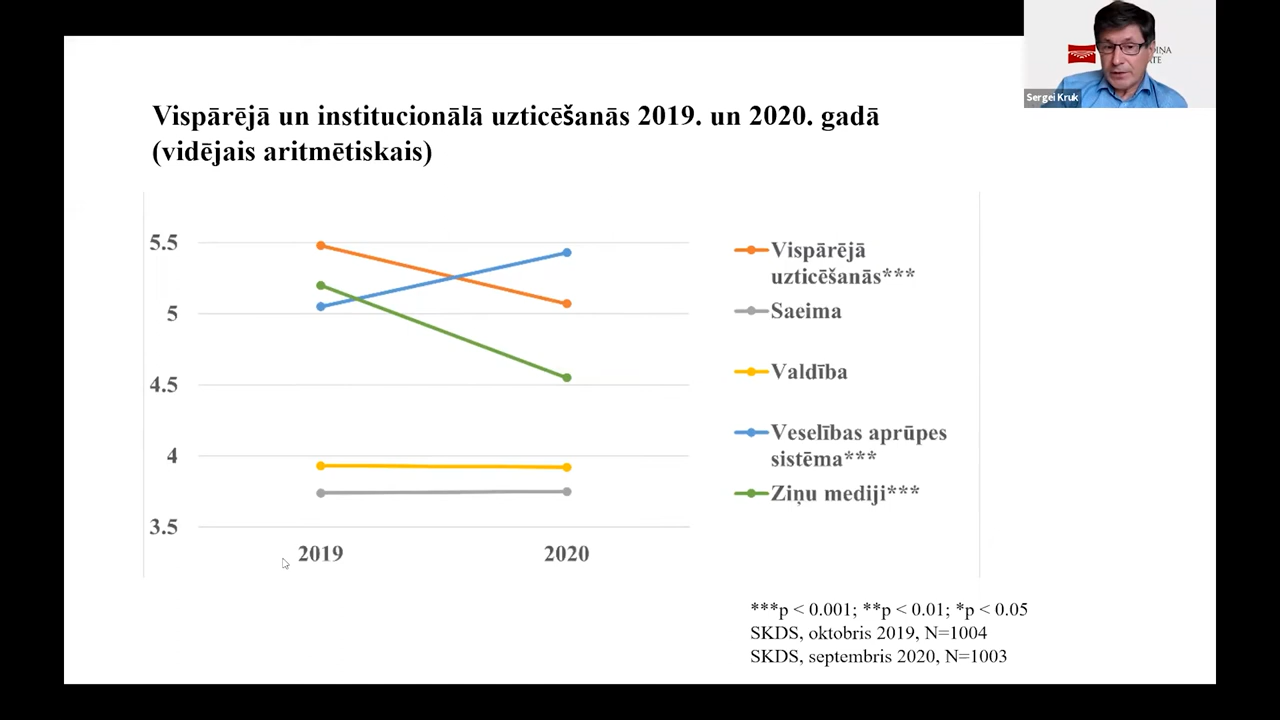 Sergei Kruk
Vispārējā un institucionālā uzticēšanās 2019. un 2020. gadā
(vidējais aritmētiskais)
5.5
5
4.5
4
3.5
2019
2020
Vispārējā
uzticēšanās***
Saeima
Valdība
Veselības aprūpes
sistēma***
Ziņu mediji***
***p < 0.001; **p < 0.01; *p < 0.05
SKDS, oktobris 2019, N=1004
SKDS, septembris 2020, N=1003